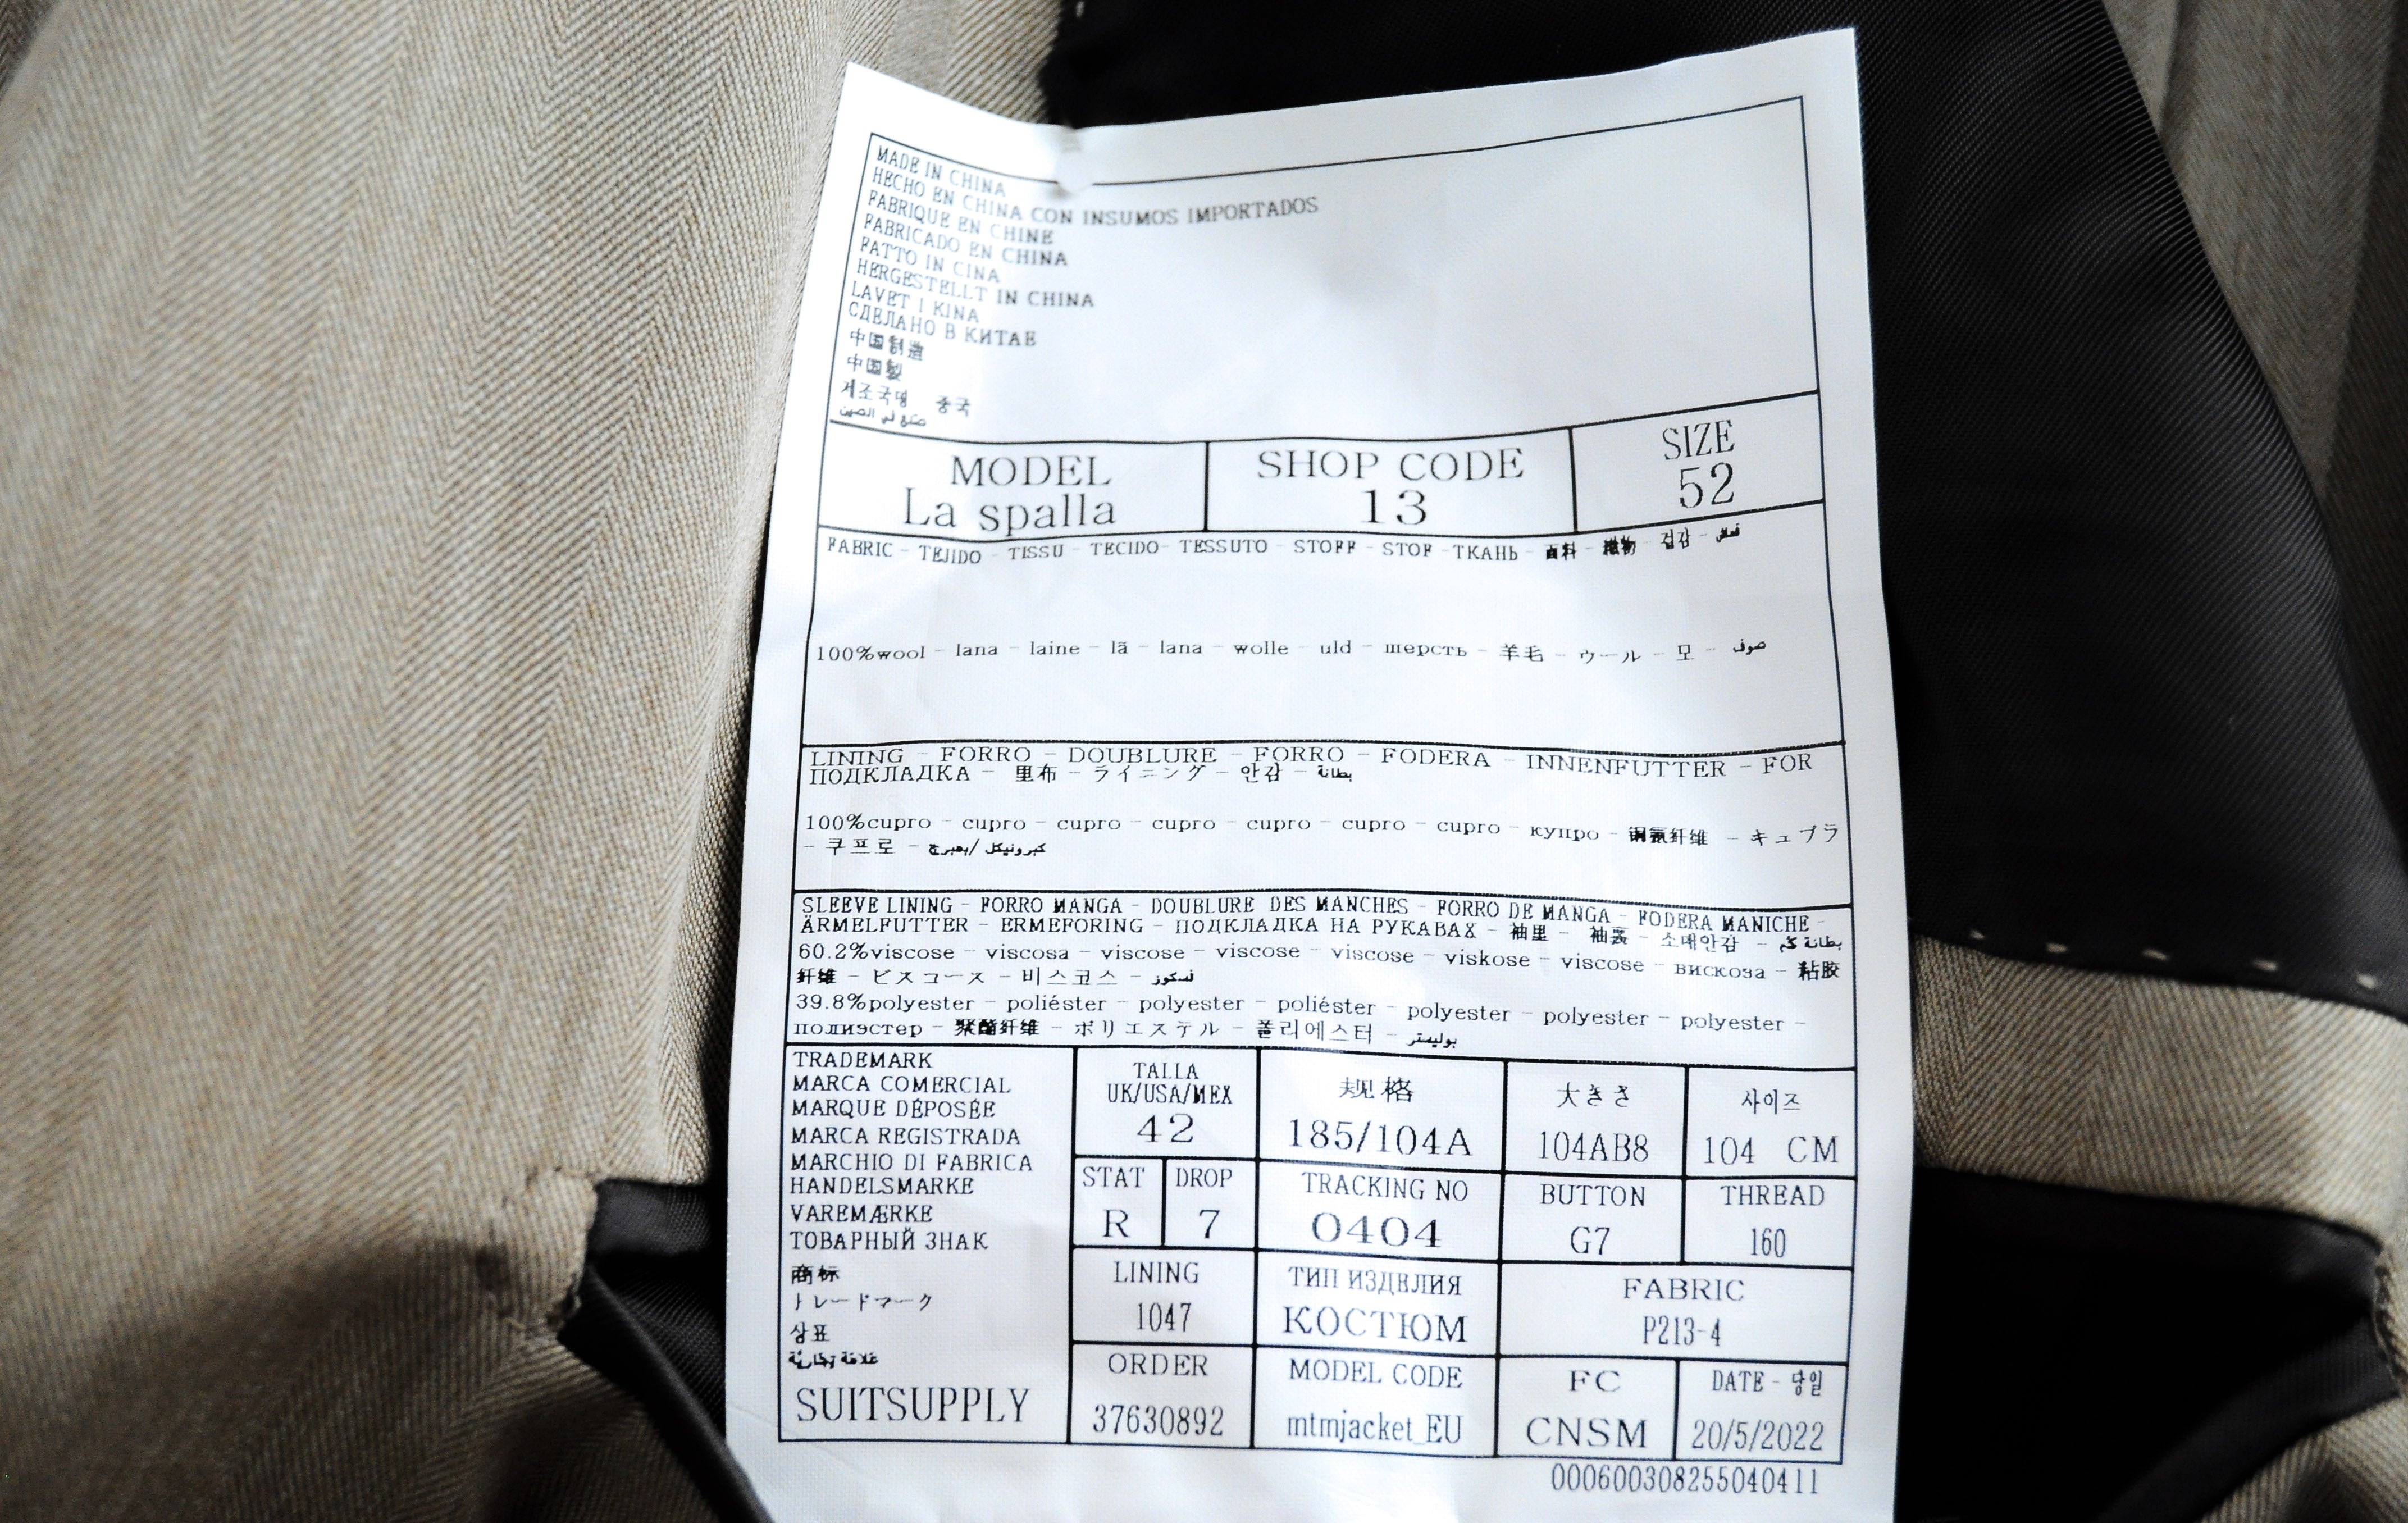 MADE IN CHINA
HECHO EN CHINA CON INSUMOS IMPORTADOS
FABRIQUE EN CHINE
FABRICADO EN CHINA
FATTO IN CINA
HERGESTELLT IN CHINA
LAVET I KINA
СДЕЛАНО В КИТАЕ
中国制造
中国製
제조국명 중국
صنع في الصين
MODEL
La spalla
SHOP CODE
13
SIZE
52
FABRIC - TEJIDO - TISSU - TECIDO - TESSUTO - STOFF - STOF - ТКАНЬ - 面料 - 織物 - 겉감 - قماش
100%wool - lana - laine - lã - lana - wolle - uld - шерсть - 羊毛 - ウール - 모 - صوف
LINING - FORRO - DOUBLURE - FORRO - FODERA - INNENFUTTER - FOR
ПОДКЛАДКА - 里布 - ライニング - 안감 - بطانة
100%cupro - cupro - cupro - cupro - cupro - cupro - cupro - купро - 铜氨纤维 - キュプラ
- 쿠프로 - كبرونيكل
SLEEVE LINING - FORRO MANGA - DOUBLURE DES MANCHES - FORRO DE MANGA - FODERA MANICHE -
ÄRMELFUTTER - ERMEFORING - ПОДКЛАДКА НА РУКАВАХ - 袖里 - 袖裏 - 소매안감 - بطانة كم
60.2%viscose - viscosa - viscose - viscose - viscose - viskose - viscose - вискоза - 粘胶
纤维 - ビスコース - 비스코스 - فسكوز
39.8%polyester - poliéster - polyester - poliéster - polyester - polyester - polyester -
полиэстер - 聚酯纤维 - ポリエステル - 폴리에스터 - بوليستر
TRADEMARK
MARCA COMERCIAL
MARQUE DÉPOSÉE
MARCA REGISTRADA
MARCHIO DI FABRICA
HANDELSMARKE
VAREMÆRKE
ТОВАРНЫЙ ЗНАК
商标
トレードマーク
상표
علامة تجارية
SUITSUPPLY
TALLA
UK/USA/MEX
42
规格
185/104A
大きさ
104AB8
사이즈
104 CM
STAT
R
DROP
7
TRACKING NO
0404
BUTTON
G7
THREAD
160
LINING
1047
ТИП ИЗДЕЛИЯ
КОСТЮМ
FABRIC
P213-4
ORDER
37630892
MODEL CODE
mtmjacket_EU
FC
CNSM
DATE - 당일
20/5/2022
000600308255040411